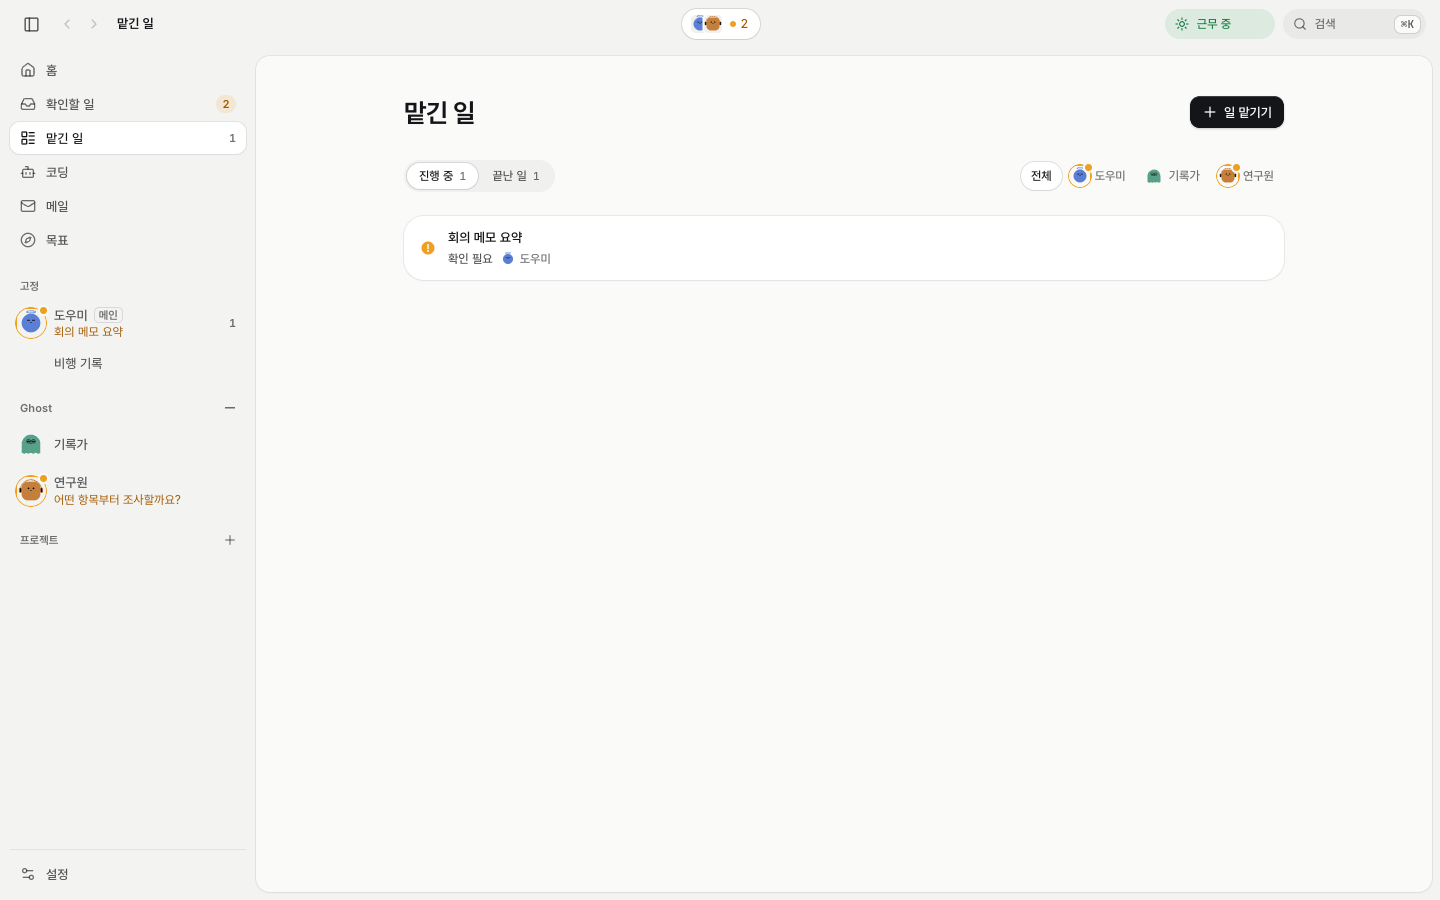 맡긴 일
2
근무 중
검색
⌘K
홈
확인할 일 2
맡긴 일 1
코딩
메일
목표
고정
도우미 메인
회의 메모 요약
1
비행 기록
Ghost
기록가
연구원
어떤 항목부터 조사할까요?
프로젝트
설정
맡긴 일
일 맡기기
진행 중 1 끝난 일 1
전체 도우미 기록가 연구원
회의 메모 요약
확인 필요 도우미